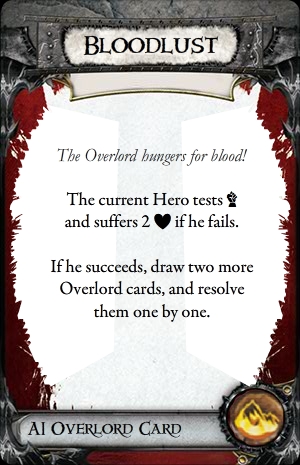 Bloodlust
The Overlord hungers for blood!
The current Hero tests
and suffers 2 if he fails.
If he succeeds, draw two more
Overlord cards, and resolve
them one by one.
AI Overlord Card